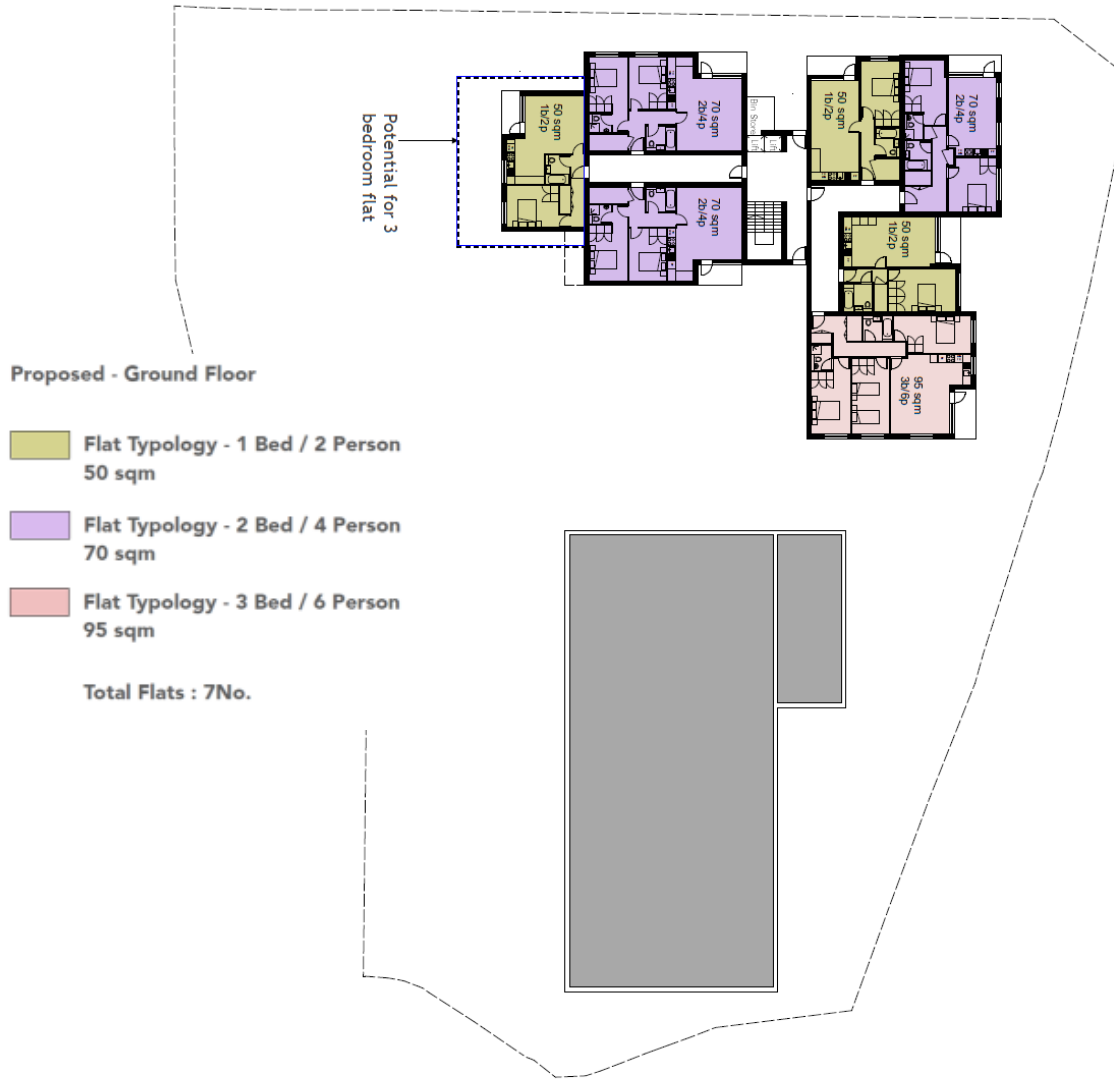 Potential for 3
bedroom flat
50 sqm
1b/2p
70 sqm
2b/4p
70 sqm
2b/4p
Bin Store
Lift
Lift
50 sqm
1b/2p
70 sqm
2b/4p
50 sqm
1b/2p
95 sqm
3b/6p
Proposed - Ground Floor
Flat Typology - 1 Bed / 2 Person
50 sqm
Flat Typology - 2 Bed / 4 Person
70 sqm
Flat Typology - 3 Bed / 6 Person
95 sqm
Total Flats : 7No.